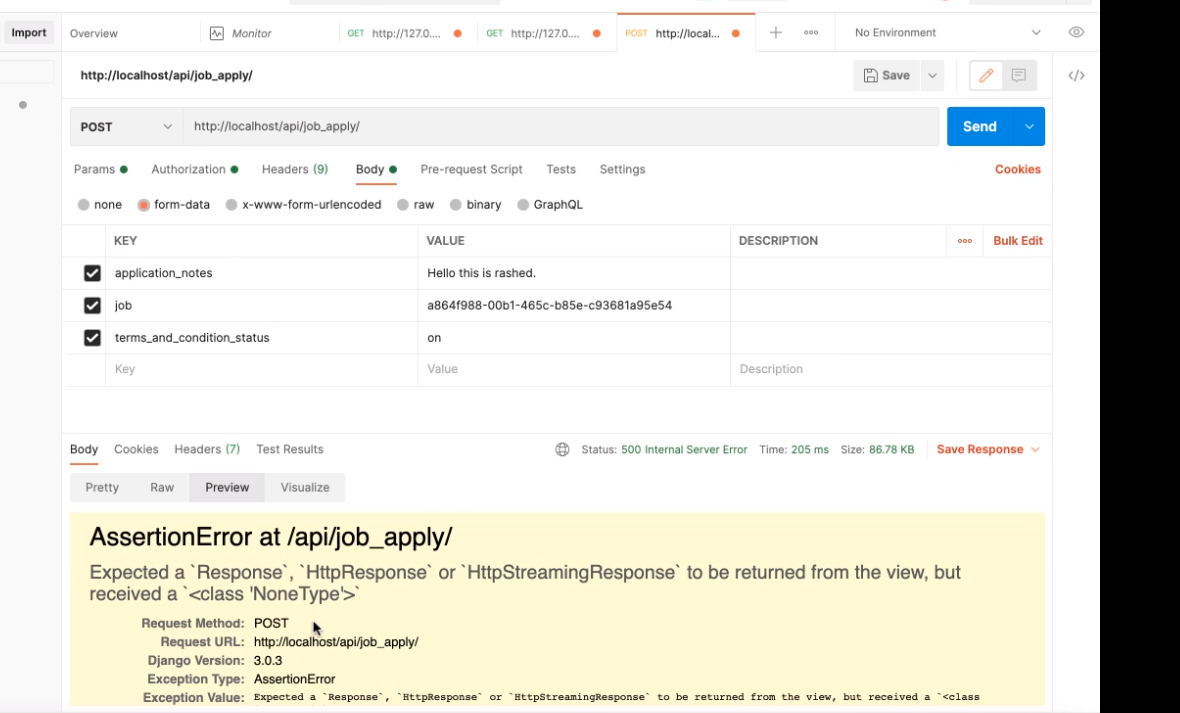 Import Overview Monitor GET http://127.0.... GET http://127.0.... POST http://local... No Environment
http://localhost/api/job_apply/ Save
POST http://localhost/api/job_apply/ Send
Params Authorization Headers (9) Body Pre-request Script Tests Settings Cookies
none form-data x-www-form-urlencoded raw binary GraphQL
KEY VALUE DESCRIPTION Bulk Edit
application_notes Hello this is rashed.
job a864f988-00b1-465c-b85e-c93681a95e54
terms_and_condition_status on
Key Value Description
Body Cookies Headers (7) Test Results Status: 500 Internal Server Error Time: 205 ms Size: 86.78 KB Save Response
Pretty Raw Preview Visualize
AssertionError at /api/job_apply/
Expected a `Response`, `HttpResponse` or `HttpStreamingResponse` to be returned from the view, but
received a `<class 'NoneType'>`
Request Method: POST
Request URL: http://localhost/api/job_apply/
Django Version: 3.0.3
Exception Type: AssertionError
Exception Value: Expected a `Response`, `HttpResponse` or `HttpStreamingResponse` to be returned from the view, but received a `<class